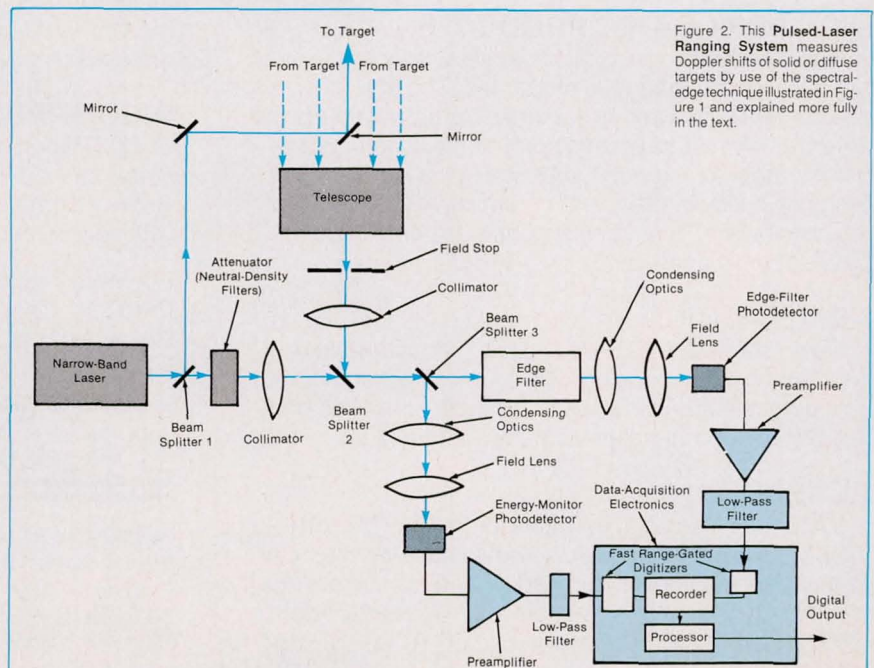 To Target
From Target
From Target
Figure 2. This Pulsed-Laser
Ranging System measures
Doppler shifts of solid or diffuse
targets by use of the spectral-
edge technique illustrated in Fig-
ure 1 and explained more fully
in the text.
Mirror
Mirror
Telescope
Attenuator
(Neutral-Density
Filters)
Field Stop
Collimator
Condensing
Optics
Edge-Filter
Photodetector
Beam
Splitter 3
Field
Lens
Narrow-Band
Laser
Edge
Filter
Beam
Splitter 1
Collimator
Beam
Splitter
2
Condensing
Optics
Preamplifier
Field Lens
Data-Acquisition
Electronics
Low-Pass
Filter
Energy-Monitor
Photodetector
Fast Range-Gated
Digitizers
Recorder
Digital
Output
Low-Pass
Filter
Processor
Preamplifier